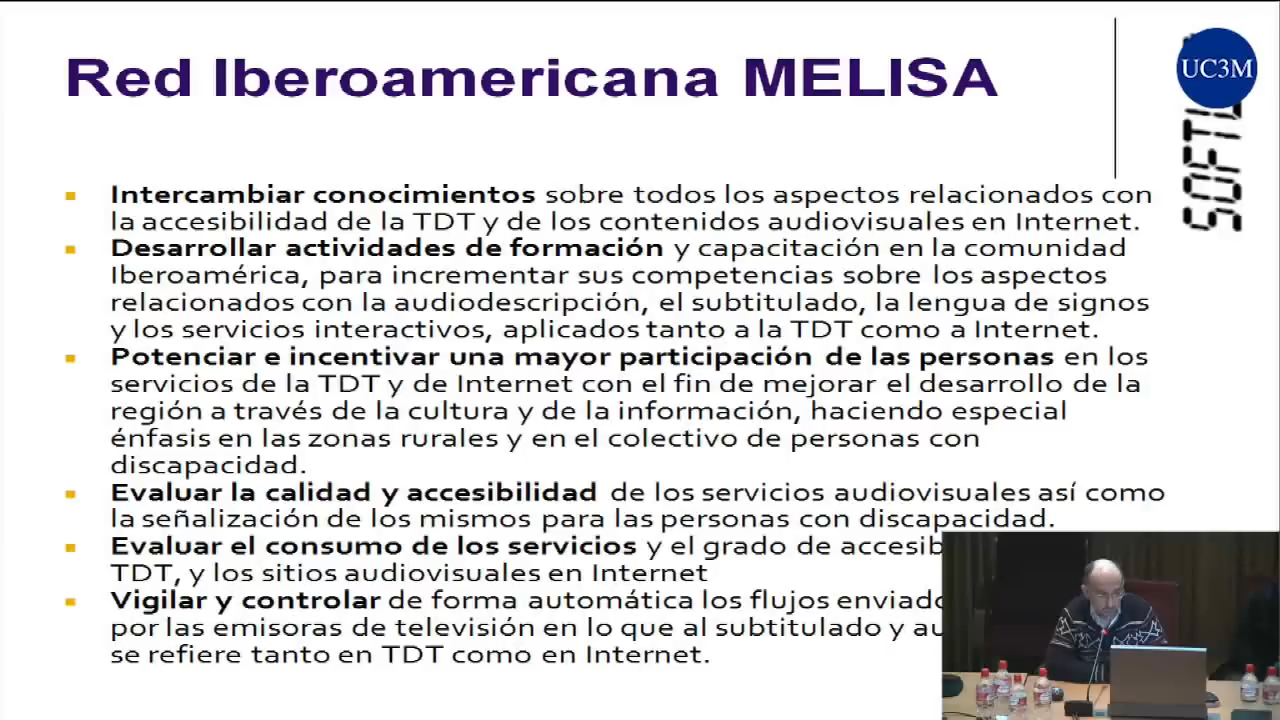 Red Iberoamericana MELISA
UC3M
Intercambiar conocimientos sobre todos los aspectos relacionados con
la accesibilidad de la TDT y de los contenidos audiovisuales en Internet.
Desarrollar actividades de formación y capacitación en la comunidad
Iberoamérica, para incrementar sus competencias sobre los aspectos
relacionados con la audiodescripción, el subtitulado, la lengua de signos
y los servicios interactivos, aplicados tanto a la TDT como a Internet.
Potenciar e incentivar una mayor participación de las personas en los
servicios de la TDT y de Internet con el fin de mejorar el desarrollo de la
región a través de la cultura y de la información, haciendo especial
énfasis en las zonas rurales y en el colectivo de personas con
discapacidad.
Evaluar la calidad y accesibilidad de los servicios audiovisuales así como
la señalización de los mismos para las personas con discapacidad.
Evaluar el consumo de los servicios y el grado de
TDT, y los sitios audiovisuales en Internet
Vigilar y controlar de forma automática los flujos
por las emisoras de televisión en lo que al subtitulado y
se refiere tanto en TDT como en Internet.